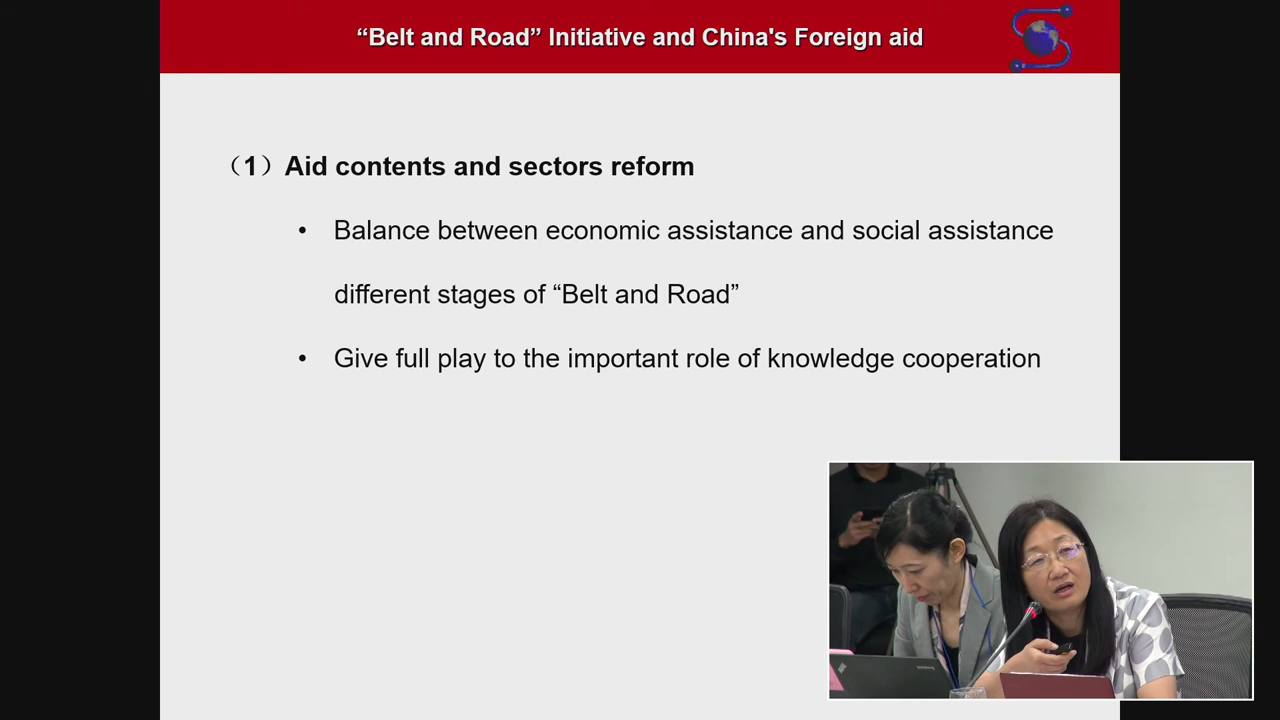 “Belt and Road” Initiative and China's Foreign aid
（1）Aid contents and sectors reform
• Balance between economic assistance and social assistance
different stages of “Belt and Road”
• Give full play to the important role of knowledge cooperation